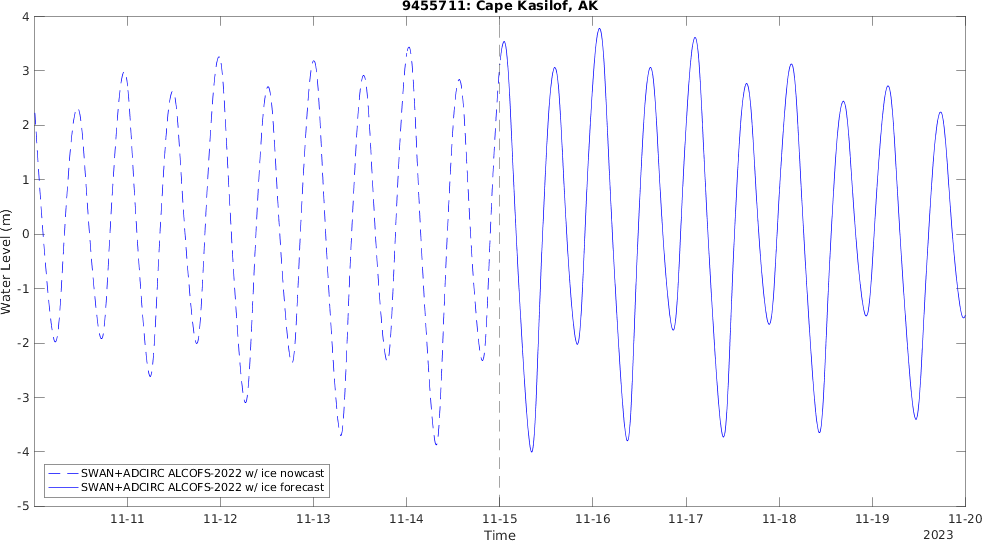 9455711: Cape Kasilof, AK
Water Level (m)
4
3
2
1
0
-1
-2
-3
-4
-5
SWAN+ADCIRC ALCOFS-2022 w/ ice nowcast
SWAN+ADCIRC ALCOFS-2022 w/ ice forecast
11-11 11-12 11-13 11-14 11-15 11-16 11-17 11-18 11-19 11-20
Time
2023